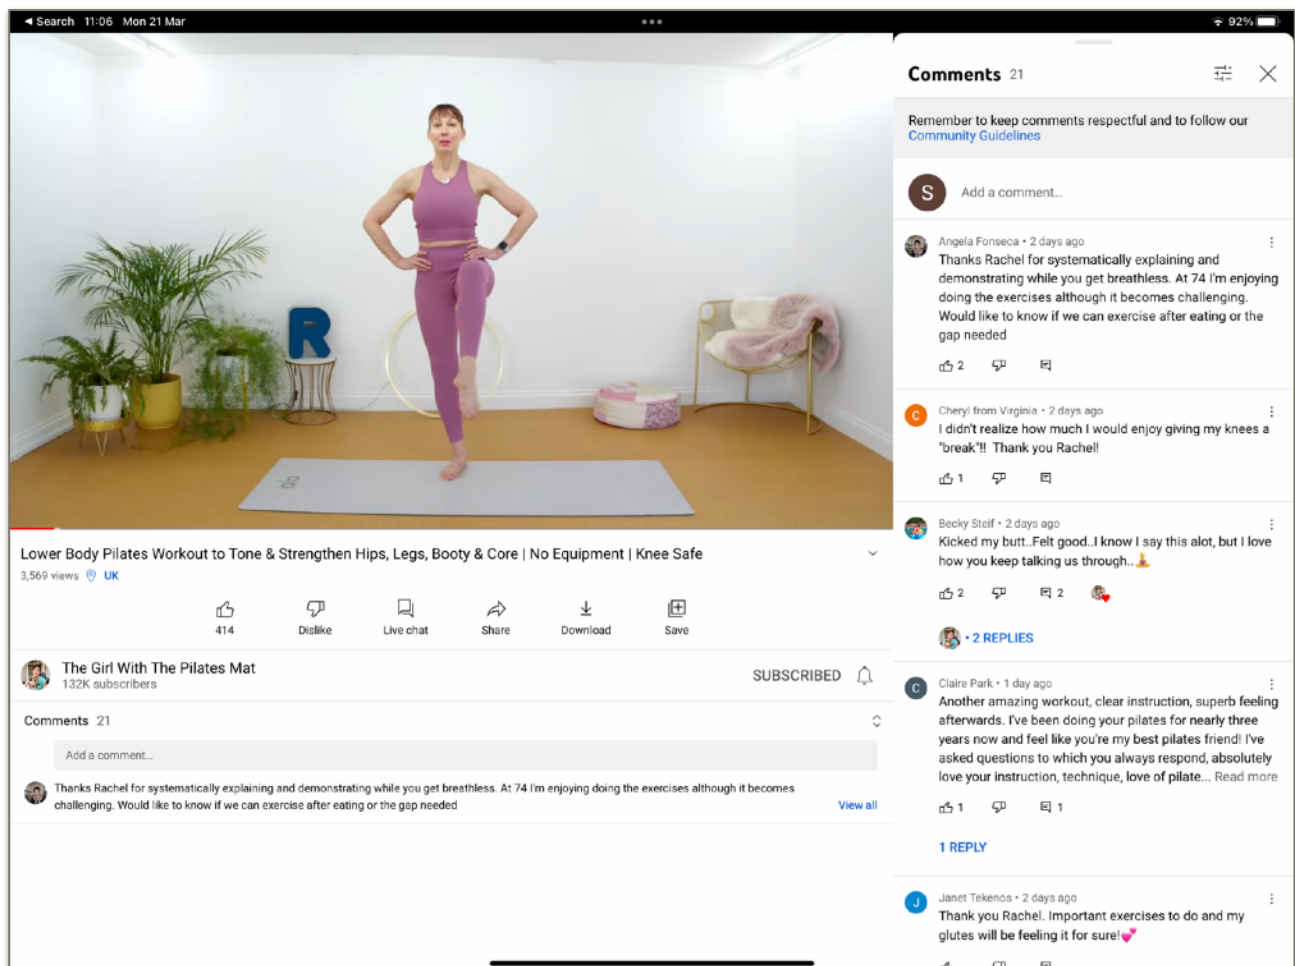 Search 11:06 Mon 21 Mar
92%
R
Lower Body Pilates Workout to Tone & Strengthen Hips, Legs, Booty & Core | No Equipment | Knee Safe
3,569 views UK
414 Dislike Live chat Share Download Save
The Girl With The Pilates Mat
132K subscribers
SUBSCRIBED
Comments 21
Add a comment...
Thanks Rachel for systematically explaining and demonstrating while you get breathless. At 74 I'm enjoying doing the exercises although it becomes
challenging. Would like to know if we can exercise after eating or the gap needed
View all
Comments 21
Remember to keep comments respectful and to follow our
Community Guidelines
S
Add a comment...
Angela Fonseca • 2 days ago
Thanks Rachel for systematically explaining and
demonstrating while you get breathless. At 74 I'm enjoying
doing the exercises although it becomes challenging.
Would like to know if we can exercise after eating or the
gap needed
2
C
Cheryl from Virginia • 2 days ago
I didn't realize how much I would enjoy giving my knees a
"break"!! Thank you Rachel!
1
Becky Steif • 2 days ago
Kicked my butt..Felt good..I know I say this alot, but I love
how you keep talking us through..🧘
2 2
• 2 REPLIES
C
Claire Park • 1 day ago
Another amazing workout, clear instruction, superb feeling
afterwards. I've been doing your pilates for nearly three
years now and feel like you're my best pilates friend! I've
asked questions to which you always respond, absolutely
love your instruction, technique, love of pilate... Read more
1 1
1 REPLY
J
Janet Tekenos • 2 days ago
Thank you Rachel. Important exercises to do and my
glutes will be feeling it for sure!💕